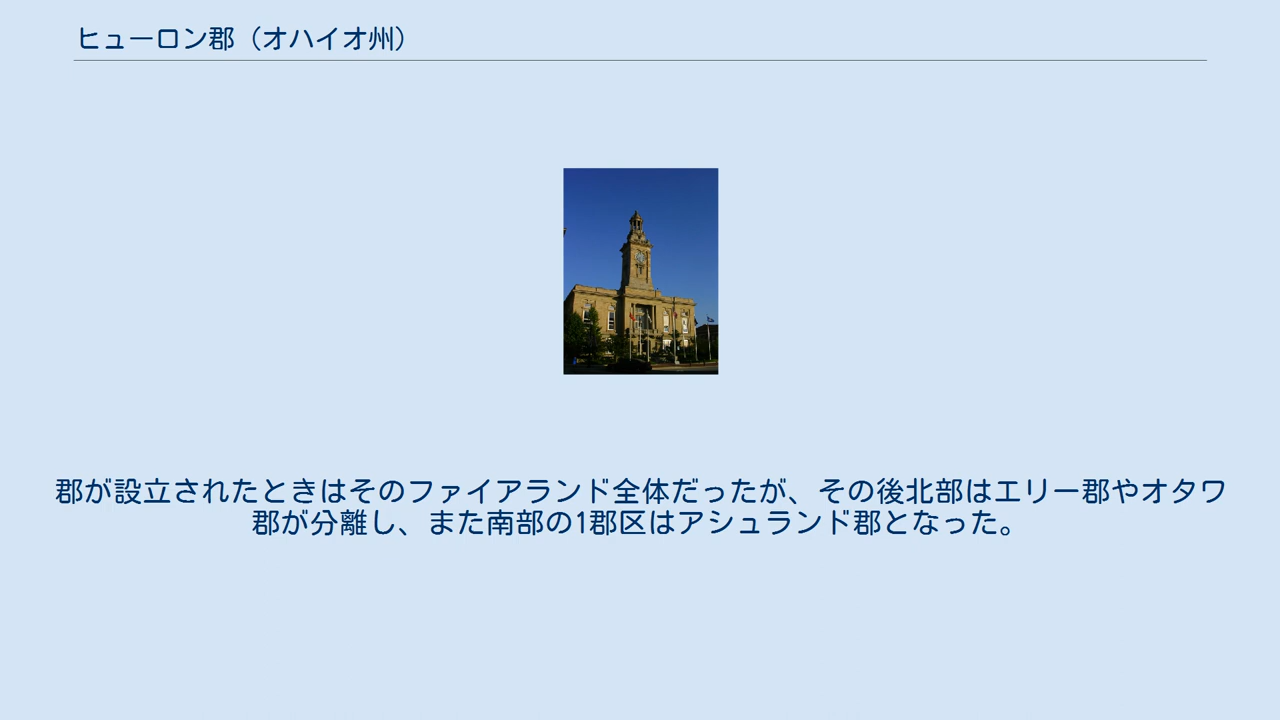 ヒューロン郡（オハイオ州）
郡が設立されたときはそのファイアランド全体だったが、その後北部はエリー郡やオタワ
郡が分離し、また南部の1郡区はアシュランド郡となった。